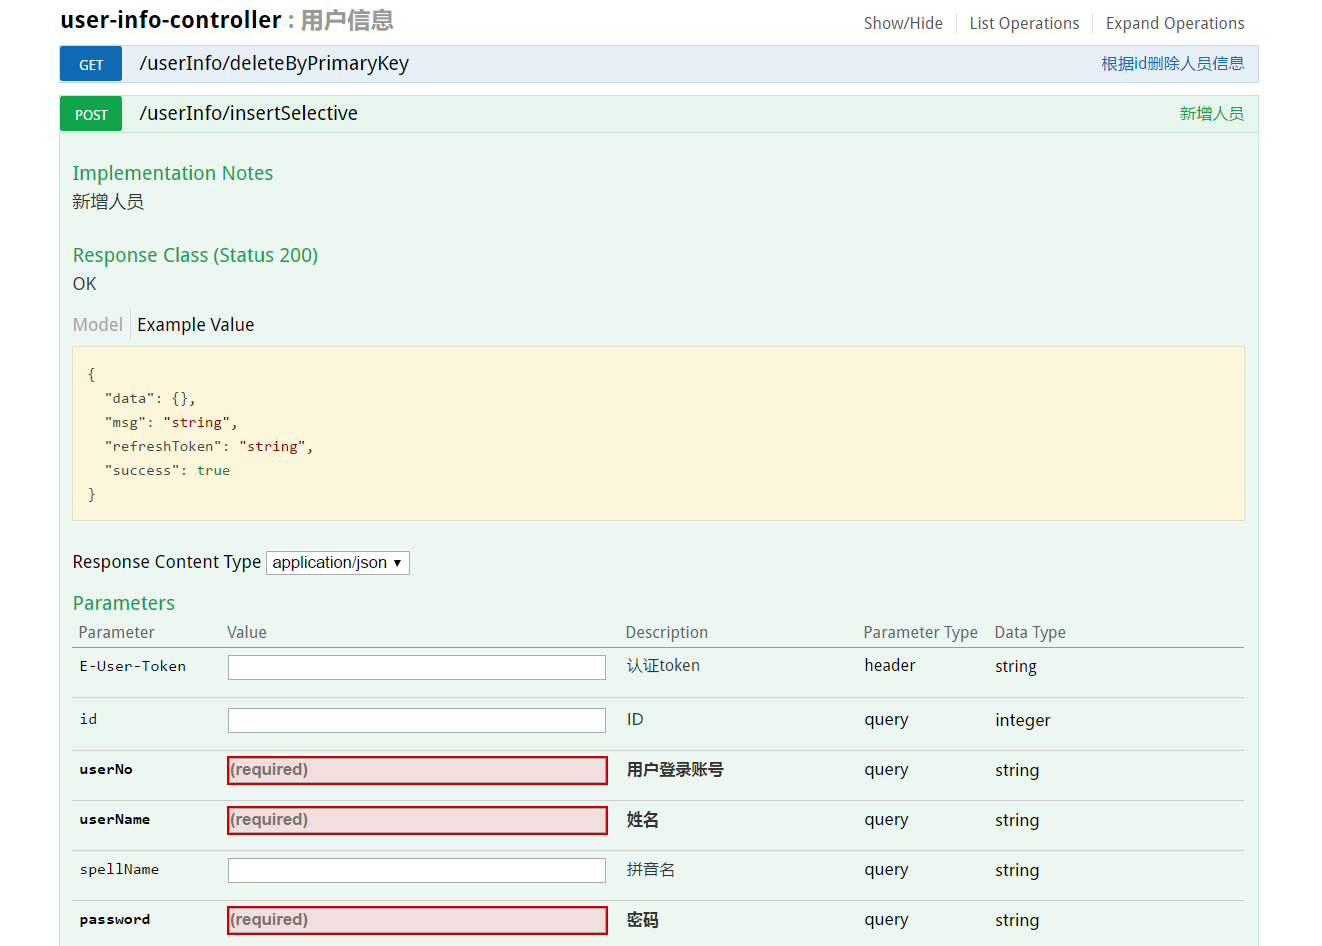 user-info-controller : 用户信息
Show/Hide
List Operations
Expand Operations
GET /userInfo/deleteByPrimaryKey 根据id删除人员信息
POST /userInfo/insertSelective 新增人员
Implementation Notes
新增人员
Response Class (Status 200)
OK
Model Example Value
{
"data": {},
"msg": "string",
"refreshToken": "string",
"success": true
}
Response Content Type application/json
Parameters
Parameter Value Description Parameter Type Data Type
E-User-Token 认证token header string
id ID query integer
userNo (required) 用户登录账号 query string
userName (required) 姓名 query string
spellName 拼音名 query string
password (required) 密码 query string